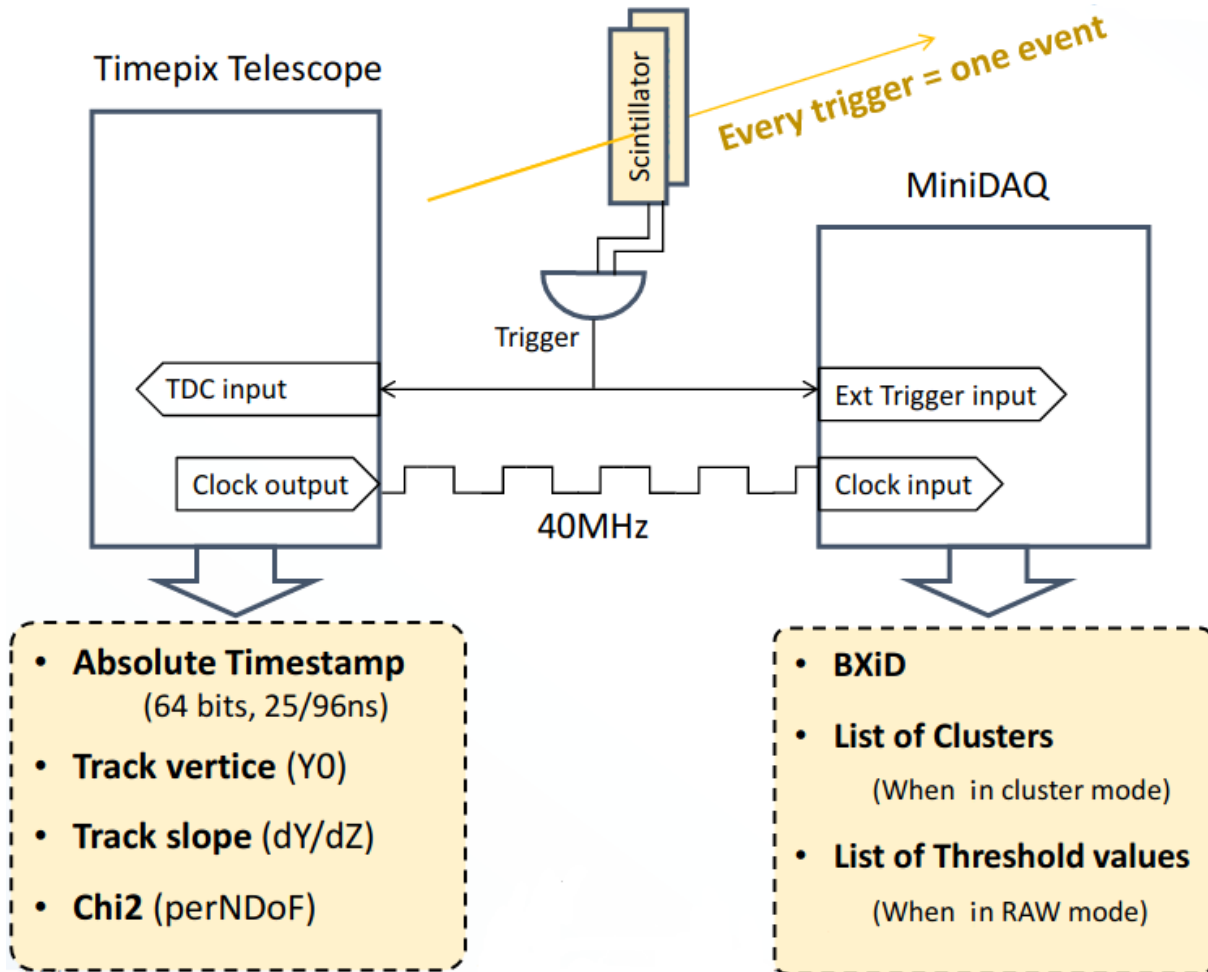 Timepix Telescope
Scintillator
Every trigger = one event
MiniDAQ
Trigger
TDC input
Ext Trigger input
Clock output
Clock input
40MHz
• Absolute Timestamp
(64 bits, 25/96ns)
• Track vertice (Y0)
• Track slope (dY/dZ)
• Chi2 (perNDoF)
• BXiD
• List of Clusters
(When in cluster mode)
• List of Threshold values
(When in RAW mode)